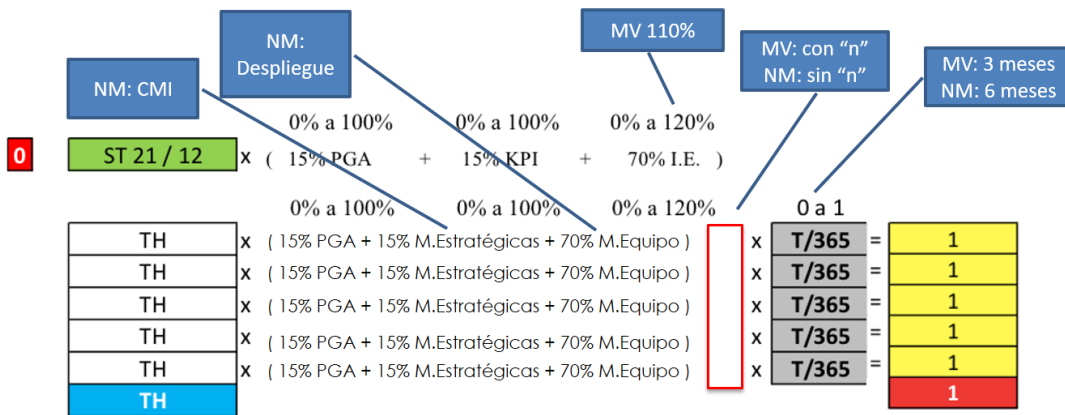 NM: CMI
NM:
Despliegue
MV 110%
MV: con “n”
NM: sin “n”
MV: 3 meses
NM: 6 meses
0% a 100% 0% a 100% 0% a 120%
0 ST 21 / 12 x ( 15% PGA + 15% KPI + 70% I.E. )
0% a 100% 0% a 100% 0% a 120% 0 a 1
TH x ( 15% PGA + 15% M.Estratégicas + 70% M.Equipo ) x T/365 = 1
TH x ( 15% PGA + 15% M.Estratégicas + 70% M.Equipo ) x T/365 = 1
TH x ( 15% PGA + 15% M.Estratégicas + 70% M.Equipo ) x T/365 = 1
TH x ( 15% PGA + 15% M.Estratégicas + 70% M.Equipo ) x T/365 = 1
TH x ( 15% PGA + 15% M.Estratégicas + 70% M.Equipo ) x T/365 = 1
TH 1